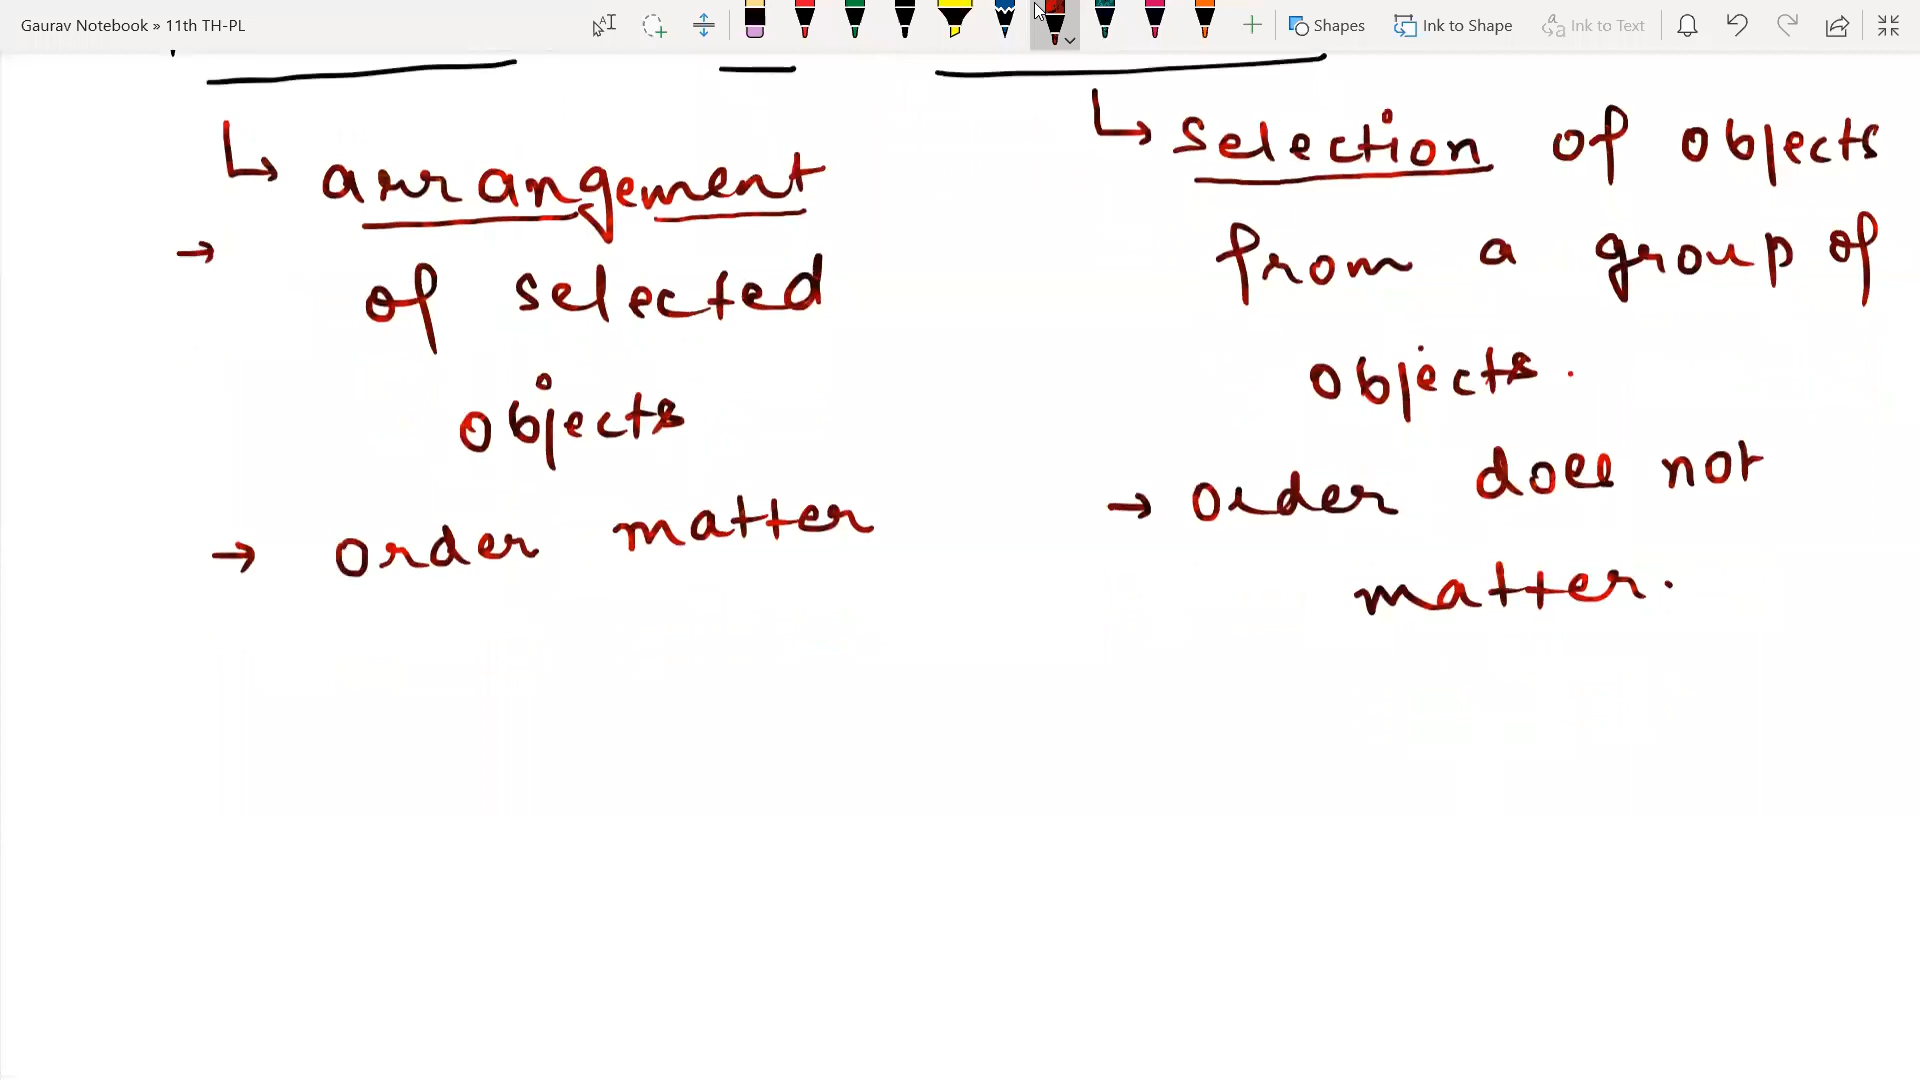 Gaurav Notebook » 11th TH-PL
Shapes
Ink to Shape
Ink to Text
↳ arrangement
→
of selected
objects
→ order matter
↳ selection of objects
from a group of
objects.
→ order does not
matter.